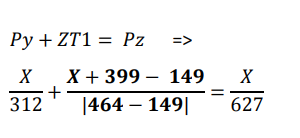 Py + ZT1 = Pz =>
X/312 + X + 399 − 149/|464 − 149| = X/627